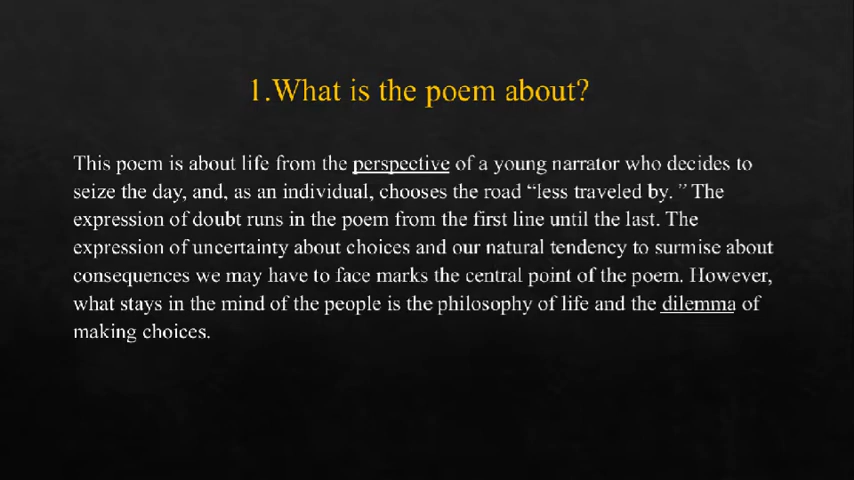 1.What is the poem about?
This poem is about life from the perspective of a young narrator who decides to
seize the day, and, as an individual, chooses the road “less traveled by. ” The
expression of doubt runs in the poem from the first line until the last. The
expression of uncertainty about choices and our natural tendency to surmise about
consequences we may have to face marks the central point of the poem. However,
what stays in the mind of the people is the philosophy of life and the dilemma of
making choices.